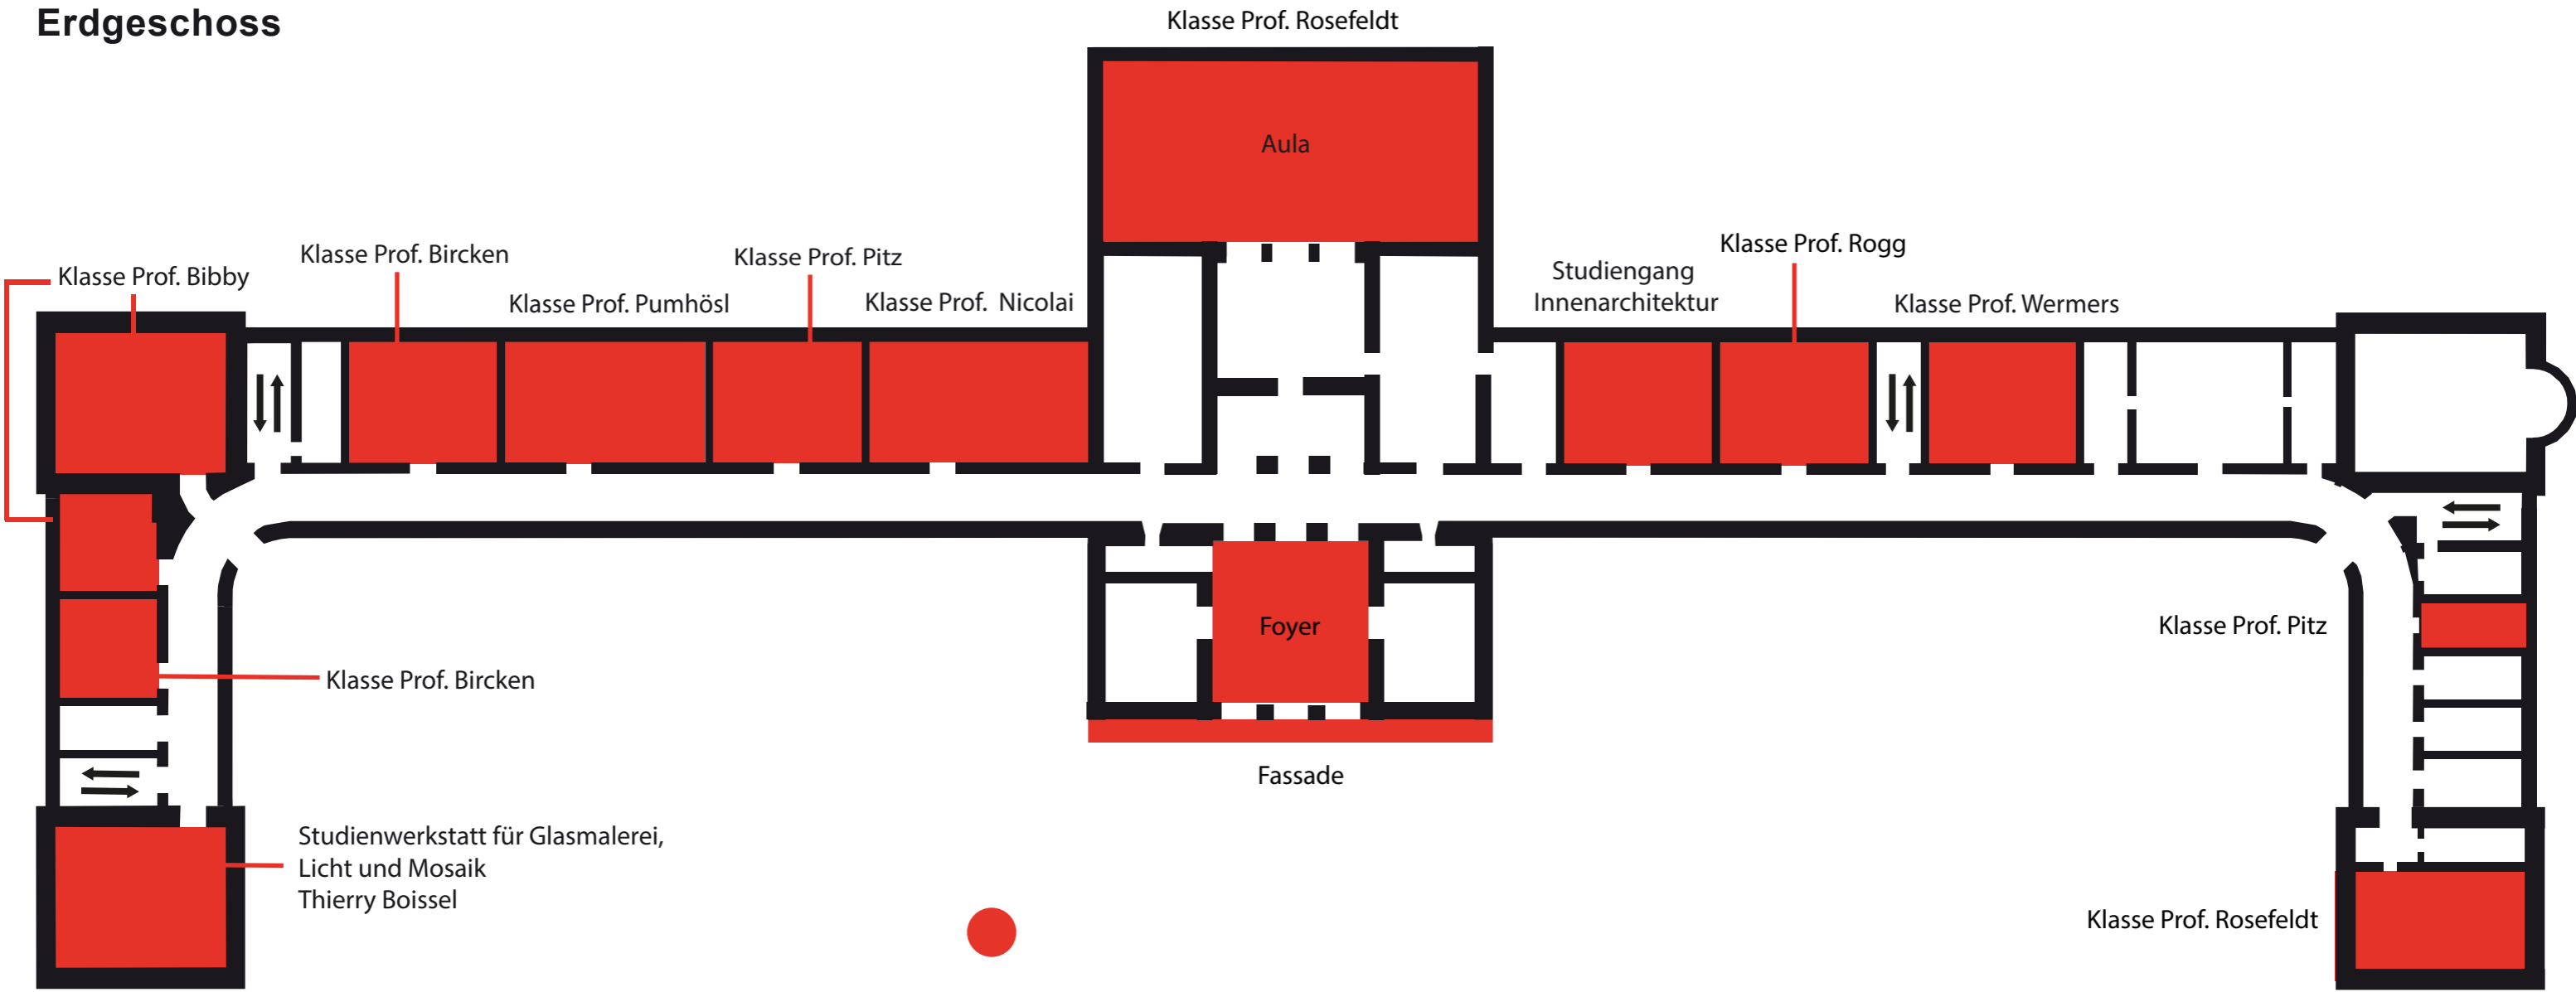 Erdgeschoss
Klasse Prof. Rosefeldt
Aula
Klasse Prof. Bibby
Klasse Prof. Bircken
Klasse Prof. Pumhösl
Klasse Prof. Pitz
Klasse Prof. Nicolai
Studiengang
Innenarchitektur
Klasse Prof. Rogg
Klasse Prof. Wermers
Foyer
Klasse Prof. Pitz
Klasse Prof. Bircken
Fassade
Studienwerkstatt für Glasmalerei,
Licht und Mosaik
Thierry Boissel
Klasse Prof. Rosefeldt